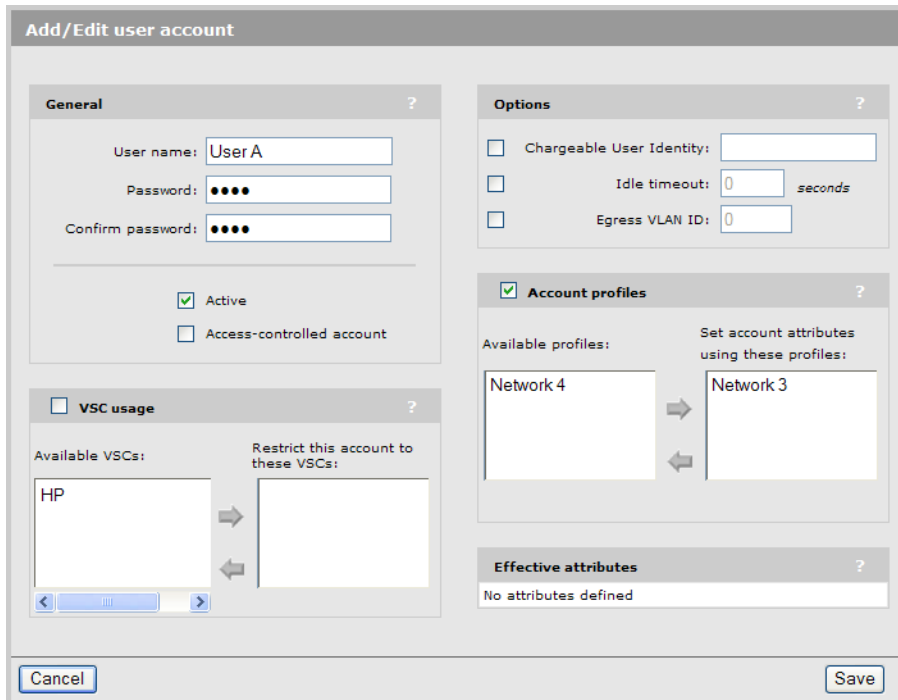 Add/Edit user account
General ?
User name: User A
Password: ••••
Confirm password: ••••
Active
Access-controlled account
VSC usage ?
Available VSCs:
Restrict this account to
these VSCs:
HP
Options ?
Chargeable User Identity:
Idle timeout: 0 seconds
Egress VLAN ID: 0
Account profiles ?
Available profiles:
Set account attributes
using these profiles:
Network 4
Network 3
Effective attributes ?
No attributes defined
Cancel
Save